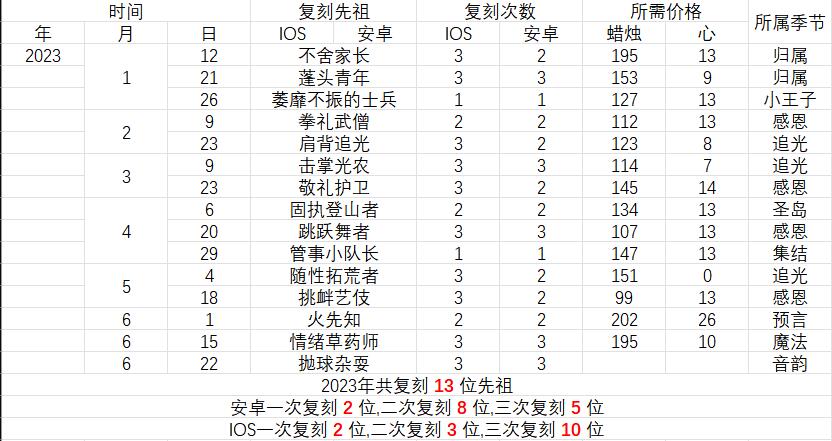 时间 复刻先祖 复刻次数 所需价格 所属季节
年 月 日 IOS 安卓 IOS 安卓 蜡烛 心
2023 1 12 不舍家长 3 2 195 13 归属
21 蓬头青年 3 3 153 9 归属
26 萎靡不振的士兵 1 1 127 13 小王子
2 9 拳礼武僧 2 2 112 13 感恩
23 肩背追光 3 2 123 8 追光
3 9 击掌光农 3 3 114 7 追光
23 敬礼护卫 3 2 145 14 感恩
4 6 固执登山者 2 2 134 13 圣岛
20 跳跃舞者 3 3 107 13 感恩
29 管事小队长 1 1 147 13 集结
5 4 随性拓荒者 3 2 151 0 追光
18 挑衅艺伎 3 2 99 13 感恩
6 1 火先知 2 2 202 26 预言
6 15 情绪草药师 3 3 195 10 魔法
6 22 抛球杂耍 3 3 音韵
2023年共复刻 13 位先祖
安卓一次复刻 2 位,二次复刻 8 位,三次复刻 5 位
IOS一次复刻 2 位,二次复刻 3 位,三次复刻 10 位